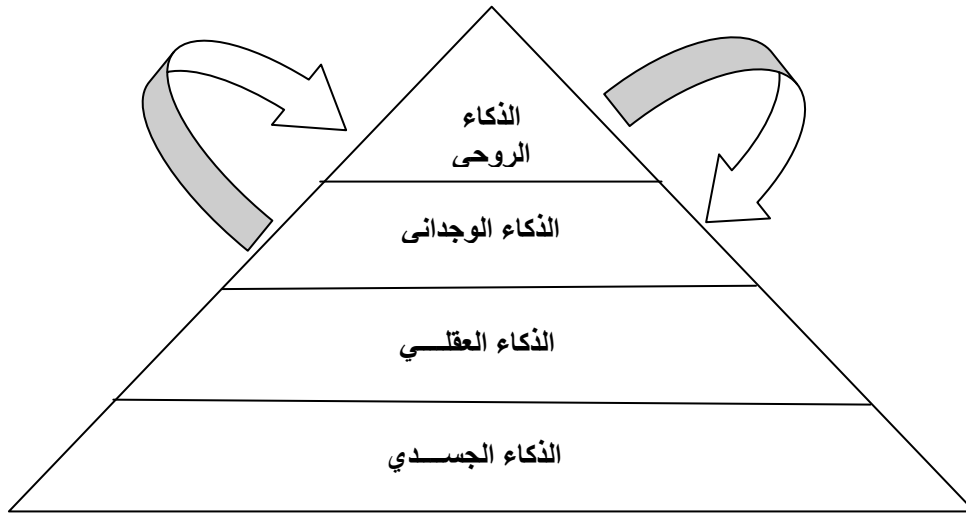 الذكاء
الروحى
الذكاء الوجدانى
الذكاء العقلـــي
الذكاء الجســـدي